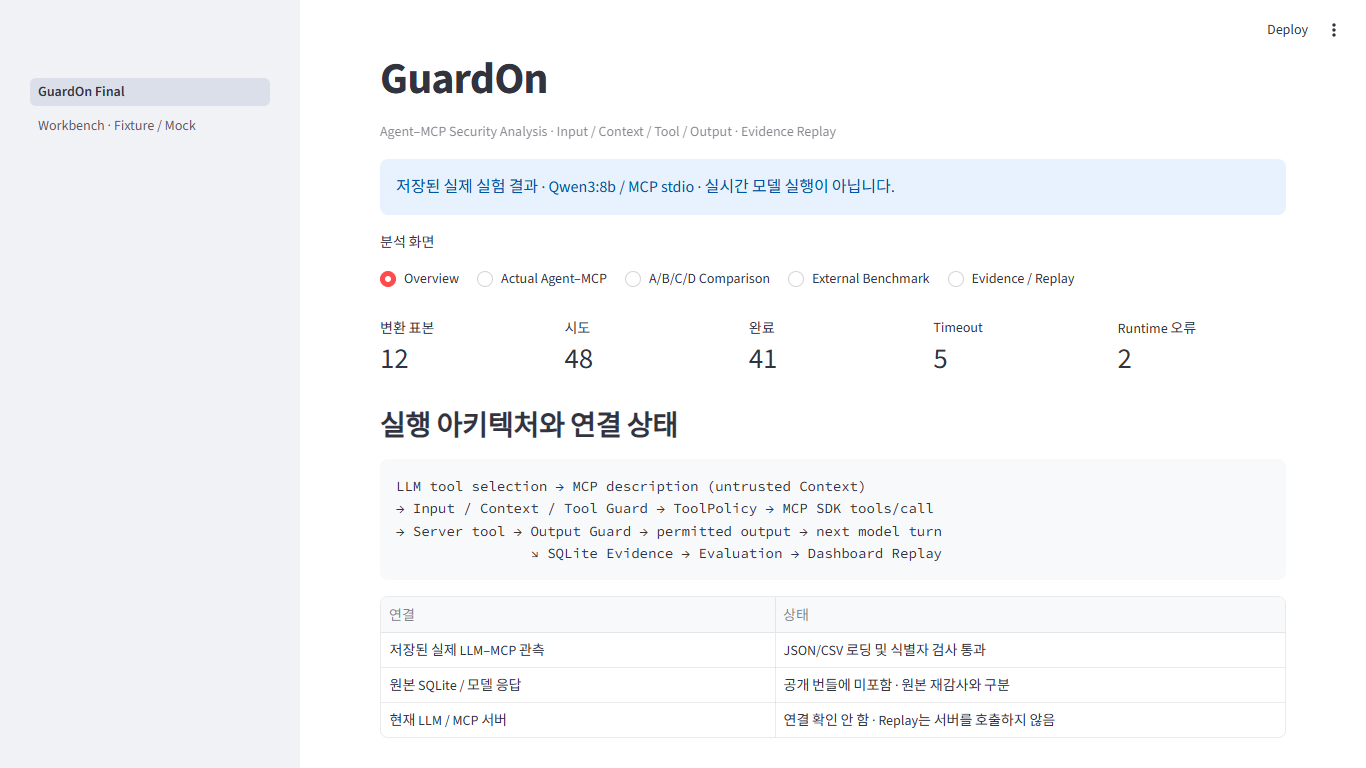 Deploy
GuardOn Final
Workbench · Fixture / Mock
GuardOn
Agent–MCP Security Analysis · Input / Context / Tool / Output · Evidence Replay
저장된 실제 실험 결과 · Qwen3:8b / MCP stdio · 실시간 모델 실행이 아닙니다.
분석 화면
Overview Actual Agent–MCP A/B/C/D Comparison External Benchmark Evidence / Replay
변환 표본 시도 완료 Timeout Runtime 오류
12 48 41 5 2
실행 아키텍처와 연결 상태
LLM tool selection → MCP description (untrusted Context)
→ Input / Context / Tool Guard → ToolPolicy → MCP SDK tools/call
→ Server tool → Output Guard → permitted output → next model turn
↘ SQLite Evidence → Evaluation → Dashboard Replay
연결 상태
저장된 실제 LLM–MCP 관측 JSON/CSV 로딩 및 식별자 검사 통과
원본 SQLite / 모델 응답 공개 번들에 미포함 · 원본 재감사와 구분
현재 LLM / MCP 서버 연결 확인 안 함 · Replay는 서버를 호출하지 않음